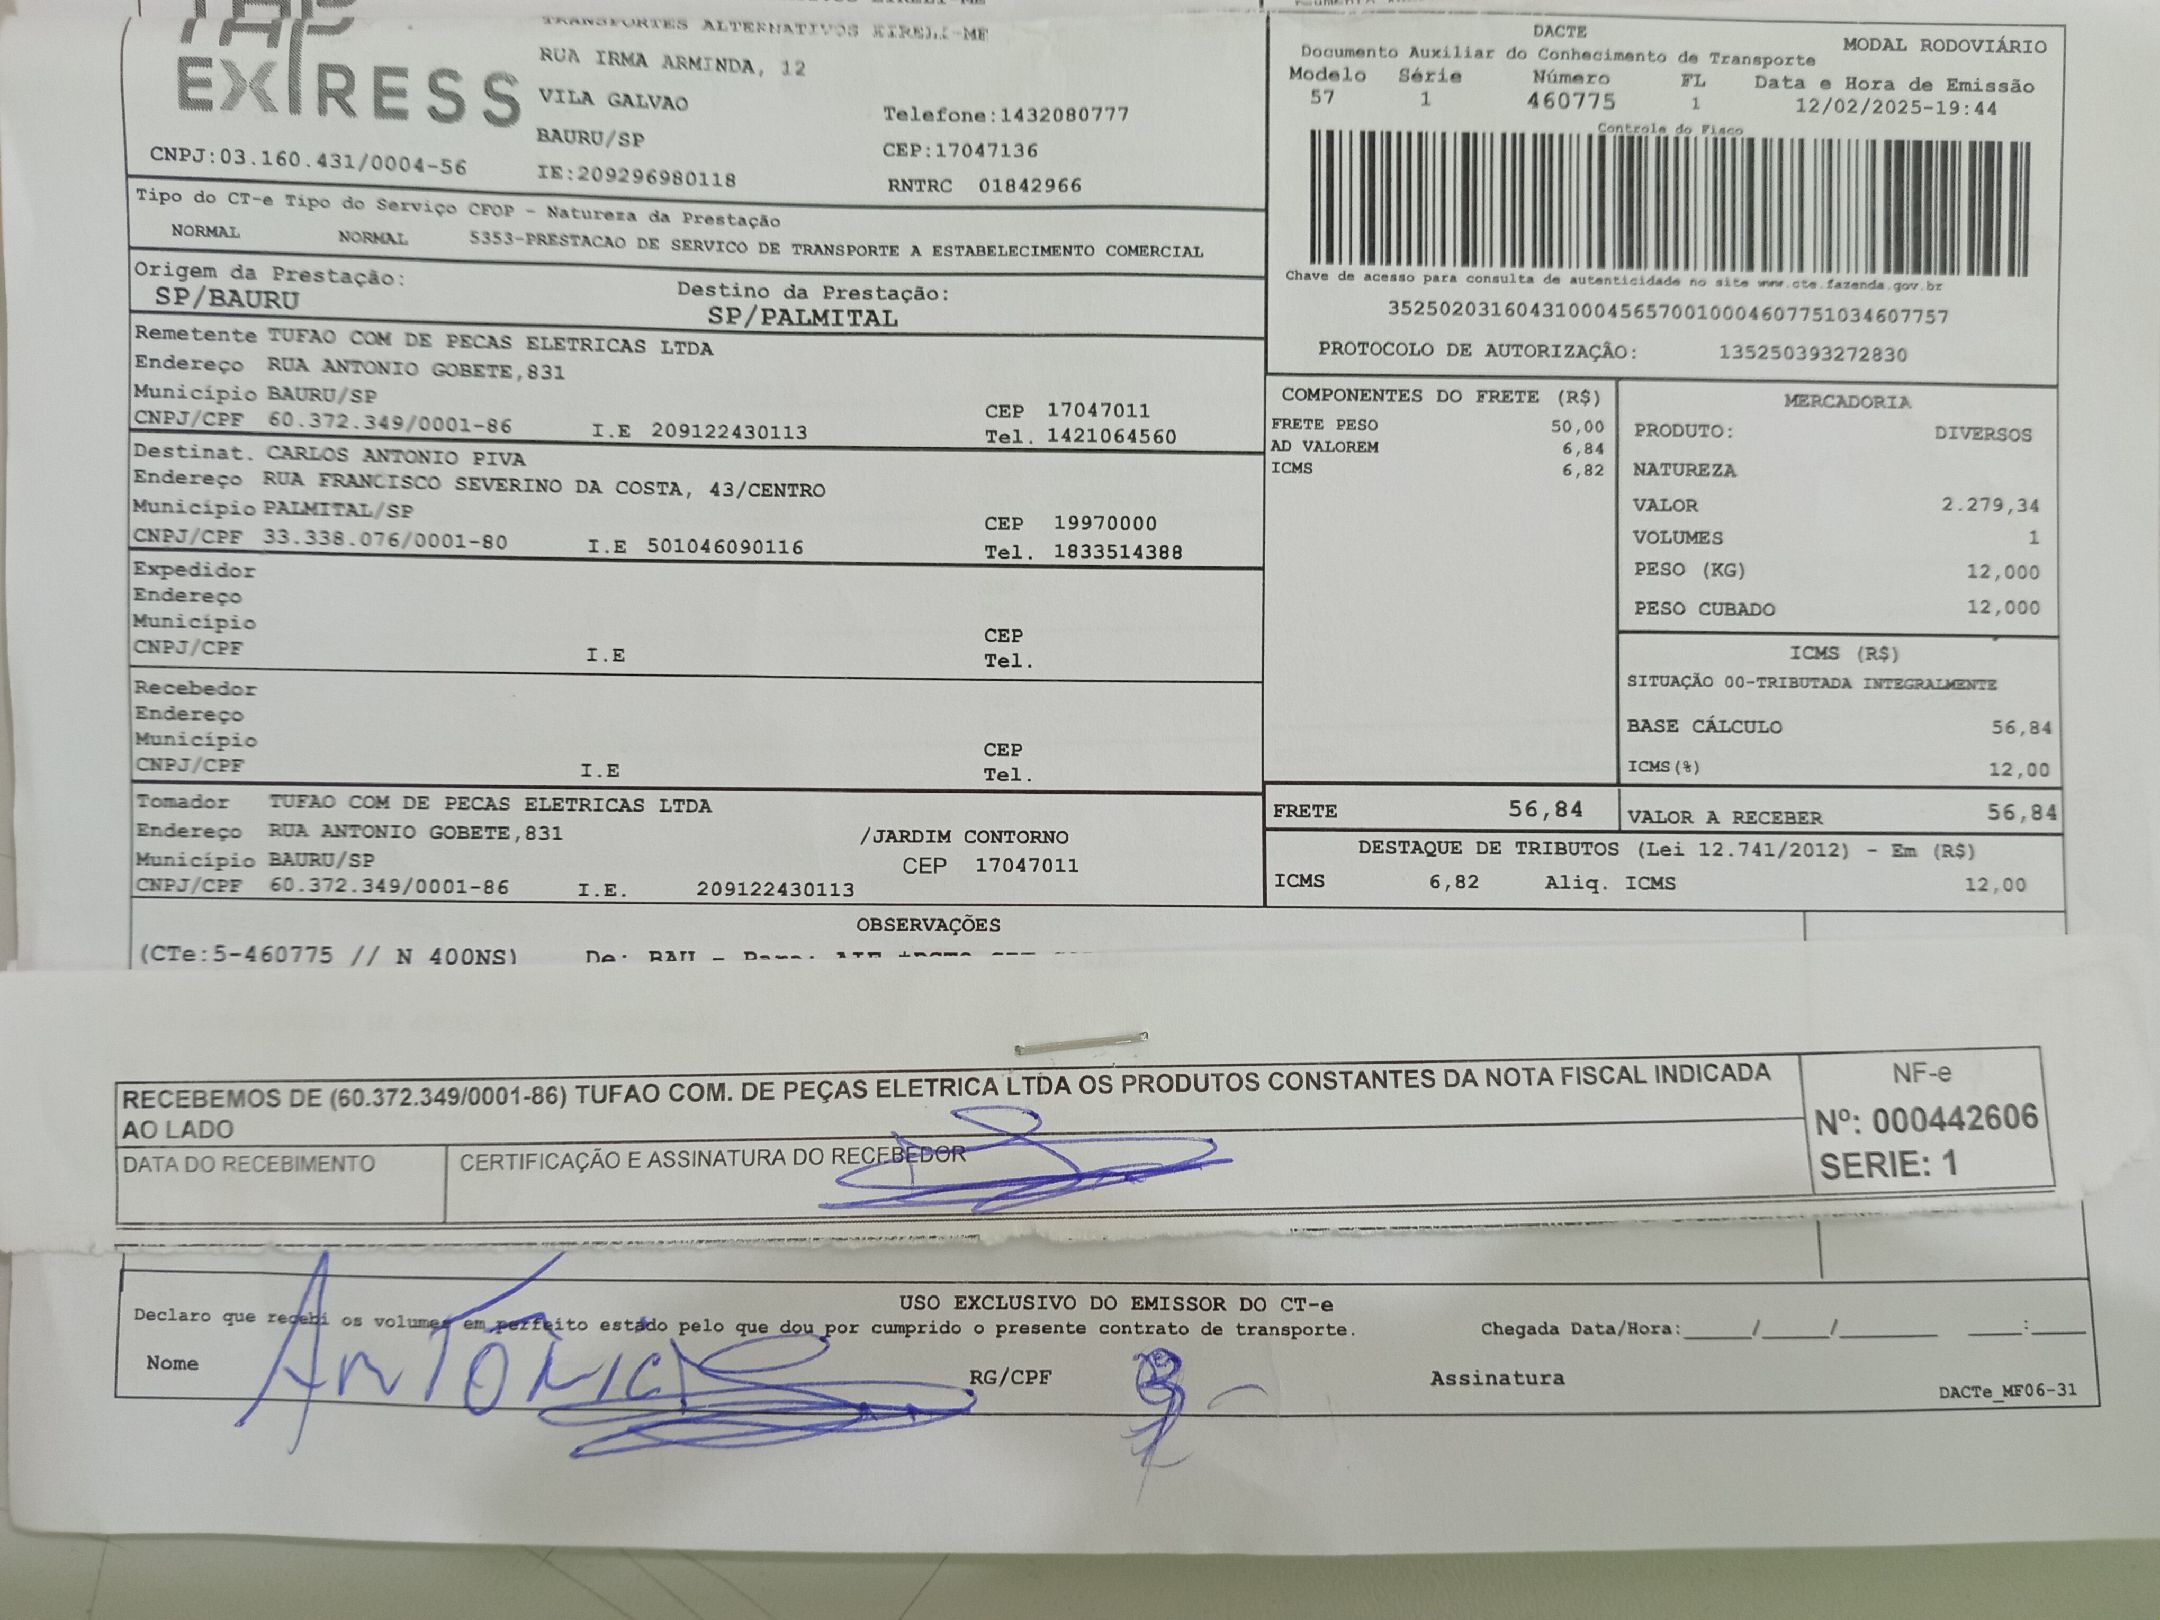 TAP
EXPRESS
TRANSPORTES ALTERNATIVOS EIRELI-ME
RUA IRMA ARMINDA, 12
VILA GALVAO
Telefone:1432080777
BAURU/SP
CEP:17047136
CNPJ:03.160.431/0004-56
IE:209296980118
RNTRC 01842966
DACTE
MODAL RODOVIÁRIO
Documento Auxiliar do Conhecimento de Transporte
Modelo Série Número FL Data e Hora de Emissão
57 1 460775 1 12/02/2025-19:44
Controle do Fisco
Chave de acesso para consulta de autenticidade no site www.cte.fazenda.gov.br
35250203160431000456570010004607751034607757
PROTOCOLO DE AUTORIZAÇÂO: 135250393272830
Tipo do CT-e Tipo do Serviço CFOP - Natureza da Prestação
NORMAL NORMAL 5353-PRESTACAO DE SERVICO DE TRANSPORTE A ESTABELECIMENTO COMERCIAL
Origem da Prestação: Destino da Prestação:
SP/BAURU SP/PALMITAL
Remetente TUFAO COM DE PECAS ELETRICAS LTDA
Endereço RUA ANTONIO GOBETE,831
Município BAURU/SP CEP 17047011
CNPJ/CPF 60.372.349/0001-86 I.E 209122430113 Tel. 1421064560
Destinat. CARLOS ANTONIO PIVA
Endereço RUA FRANCISCO SEVERINO DA COSTA, 43/CENTRO
Município PALMITAL/SP CEP 19970000
CNPJ/CPF 33.338.076/0001-80 I.E 501046090116 Tel. 1833514388
Expedidor
Endereço
Município CEP
CNPJ/CPF I.E Tel.
Recebedor
Endereço
Município CEP
CNPJ/CPF I.E Tel.
Tomador TUFAO COM DE PECAS ELETRICAS LTDA
Endereço RUA ANTONIO GOBETE,831 /JARDIM CONTORNO
Município BAURU/SP CEP 17047011
CNPJ/CPF 60.372.349/0001-86 I.E. 209122430113
COMPONENTES DO FRETE (R$)
FRETE PESO 50,00
AD VALOREM 6,84
ICMS 6,82
MERCADORIA
PRODUTO: DIVERSOS
NATUREZA
VALOR 2.279,34
VOLUMES 1
PESO (KG) 12,000
PESO CUBADO 12,000
ICMS (R$)
SITUAÇÃO 00-TRIBUTADA INTEGRALMENTE
BASE CÁLCULO 56,84
ICMS(%) 12,00
FRETE 56,84 VALOR A RECEBER 56,84
DESTAQUE DE TRIBUTOS (Lei 12.741/2012) - Em (R$)
ICMS 6,82 Aliq. ICMS 12,00
OBSERVAÇÕES
(CTe:5-460775 // N 400NS) De: BAU - Para:
RECEBEMOS DE (60.372.349/0001-86) TUFAO COM. DE PEÇAS ELETRICA LTDA OS PRODUTOS CONSTANTES DA NOTA FISCAL INDICADA
AO LADO
DATA DO RECEBIMENTO CERTIFICAÇÃO E ASSINATURA DO RECEBEDOR
NF-e
Nº: 000442606
SERIE: 1
USO EXCLUSIVO DO EMISSOR DO CT-e
Declaro que recebi os volumes em perfeito estado pelo que dou por cumprido o presente contrato de transporte. Chegada Data/Hora:_____/_____/________ ____:____
Nome ANTONIO RG/CPF Assinatura
DACTe_MF06-31